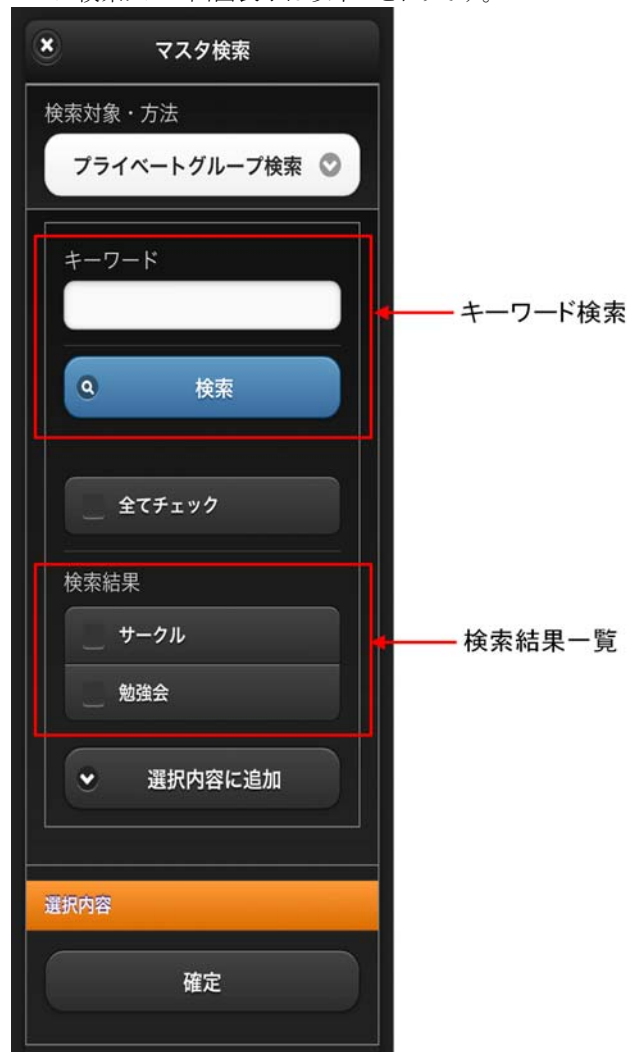 マスタ検索
検索対象・方法
プライベートグループ検索
キーワード
キーワード検索
検索
全てチェック
検索結果
サークル
検索結果一覧
勉強会
選択内容に追加
選択内容
確定